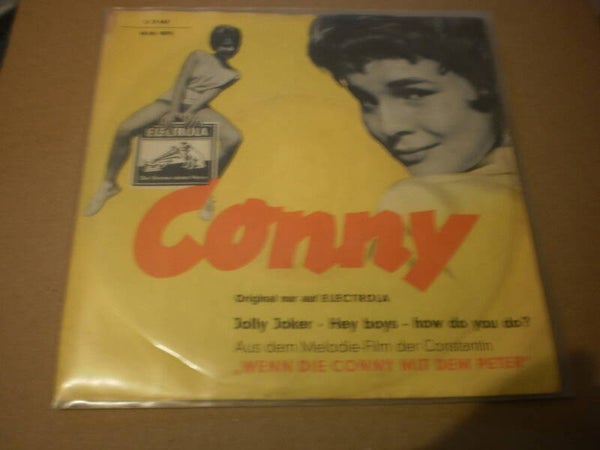 ELECTROLA
Conny
Original nur auf ELECTROLA
Jolly Joker - Hey boys - how do you do?
Aus dem Melodie-Film der Constantin
„WENN DIE CONNY MIT DEM PETER"